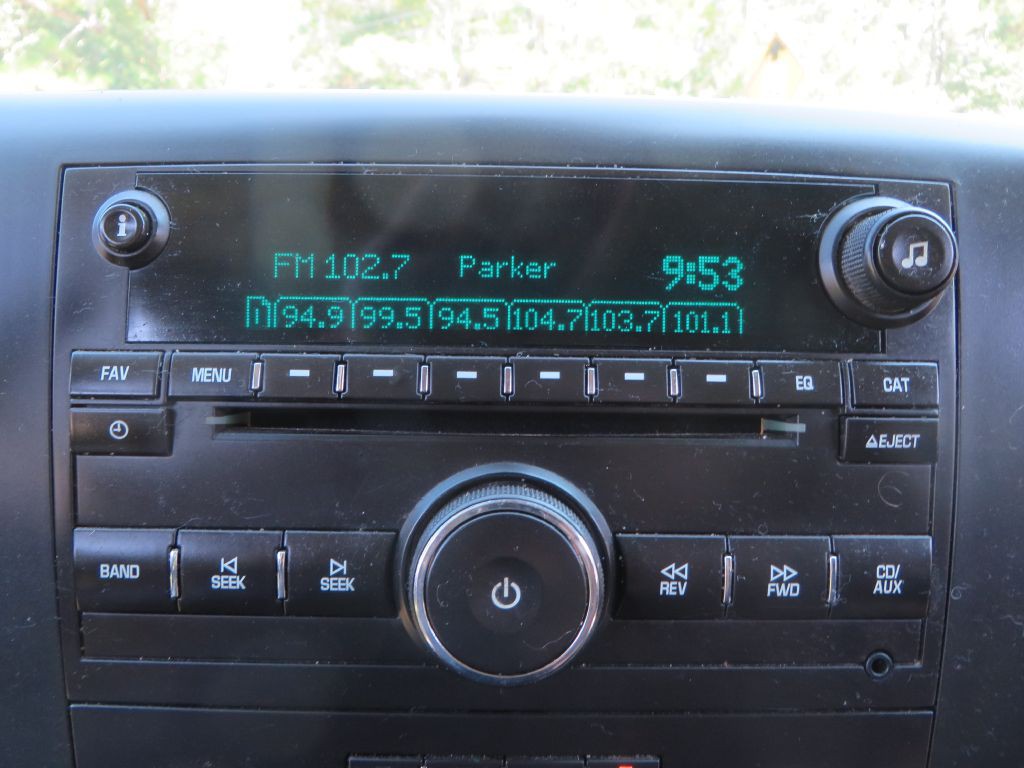 i
FM 102.7 Parker 9:53
94.9 99.5 94.5 104.7 103.7 101.1
FAV MENU EQ CAT
EJECT
BAND SEEK SEEK REV FWD CD/
AUX